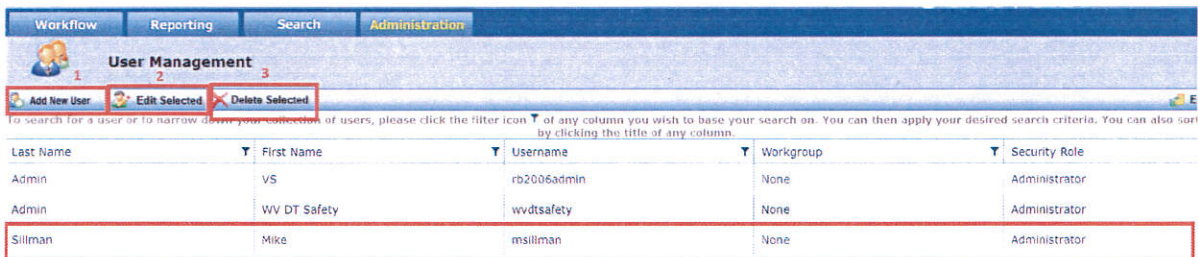 Workflow Reporting Search Administration
User Management
1 2 3
Add New User Edit Selected Delete Selected E
To search for a user or to narrow down your collection of users, please click the filter icon of any column you wish to base your search on. You can then apply your desired search criteria. You can also sort
by clicking the title of any column.
Last Name First Name Username Workgroup Security Role
Admin VS rb2006admin None Administrator
Admin WV DT Safety wvdtsafety None Administrator
Sillman Mike msillman None Administrator